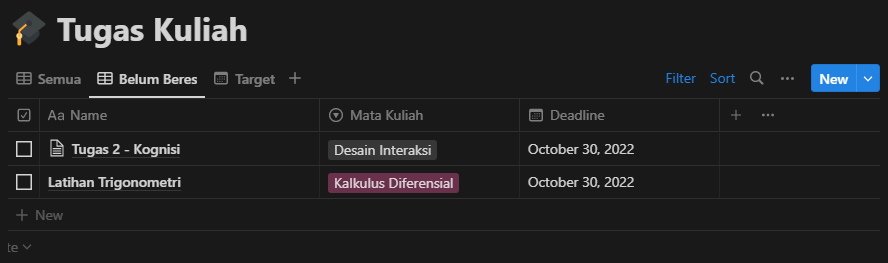 Tugas Kuliah
Semua Belum Beres Target Filter Sort New
Aa Name Mata Kuliah Deadline
Tugas 2 - Kognisi Desain Interaksi October 30, 2022
Latihan Trigonometri Kalkulus Diferensial October 30, 2022
New